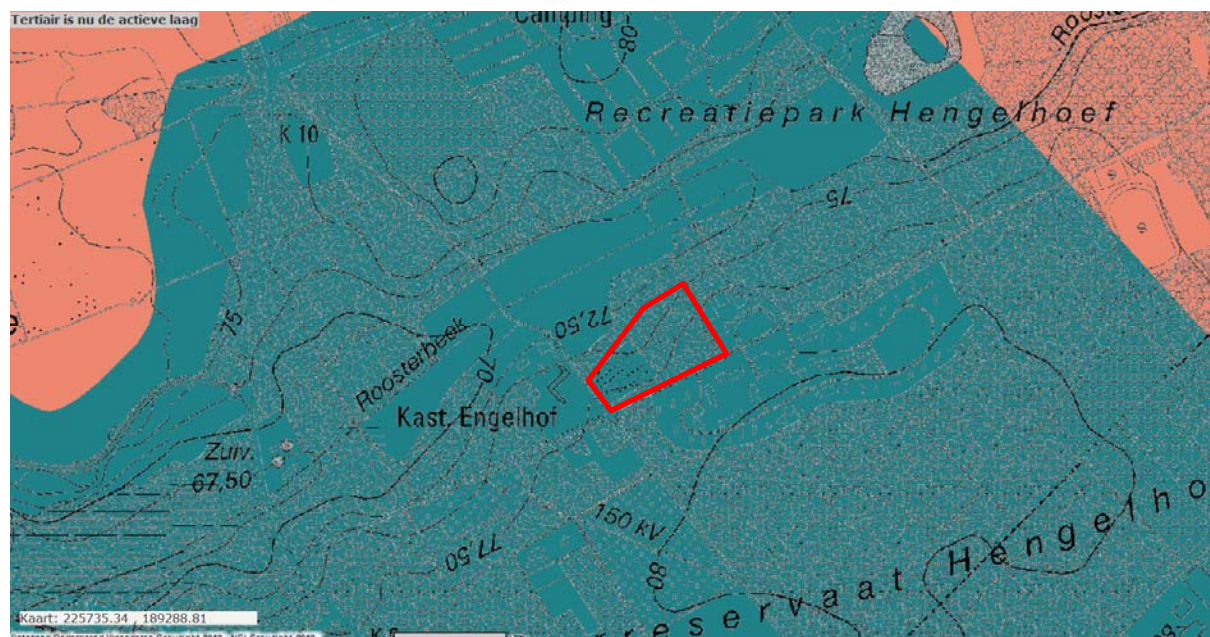 Tertiair is nu de actieve laag
Camping
80
Rooster
Recreatiepark Hengelhoef
K 10
75
75
72,50
Roosterbeek
70
Kast. Engelhof
Zuiv.
67,50
150 kV
77,50
80
reservaat Hengelho
Kaart: 225735.34 , 189288.81